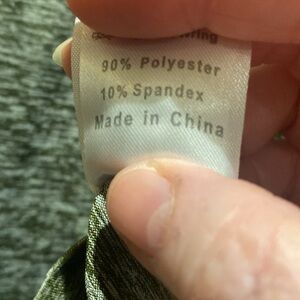 90% Polyester
10% Spandex
Made in China